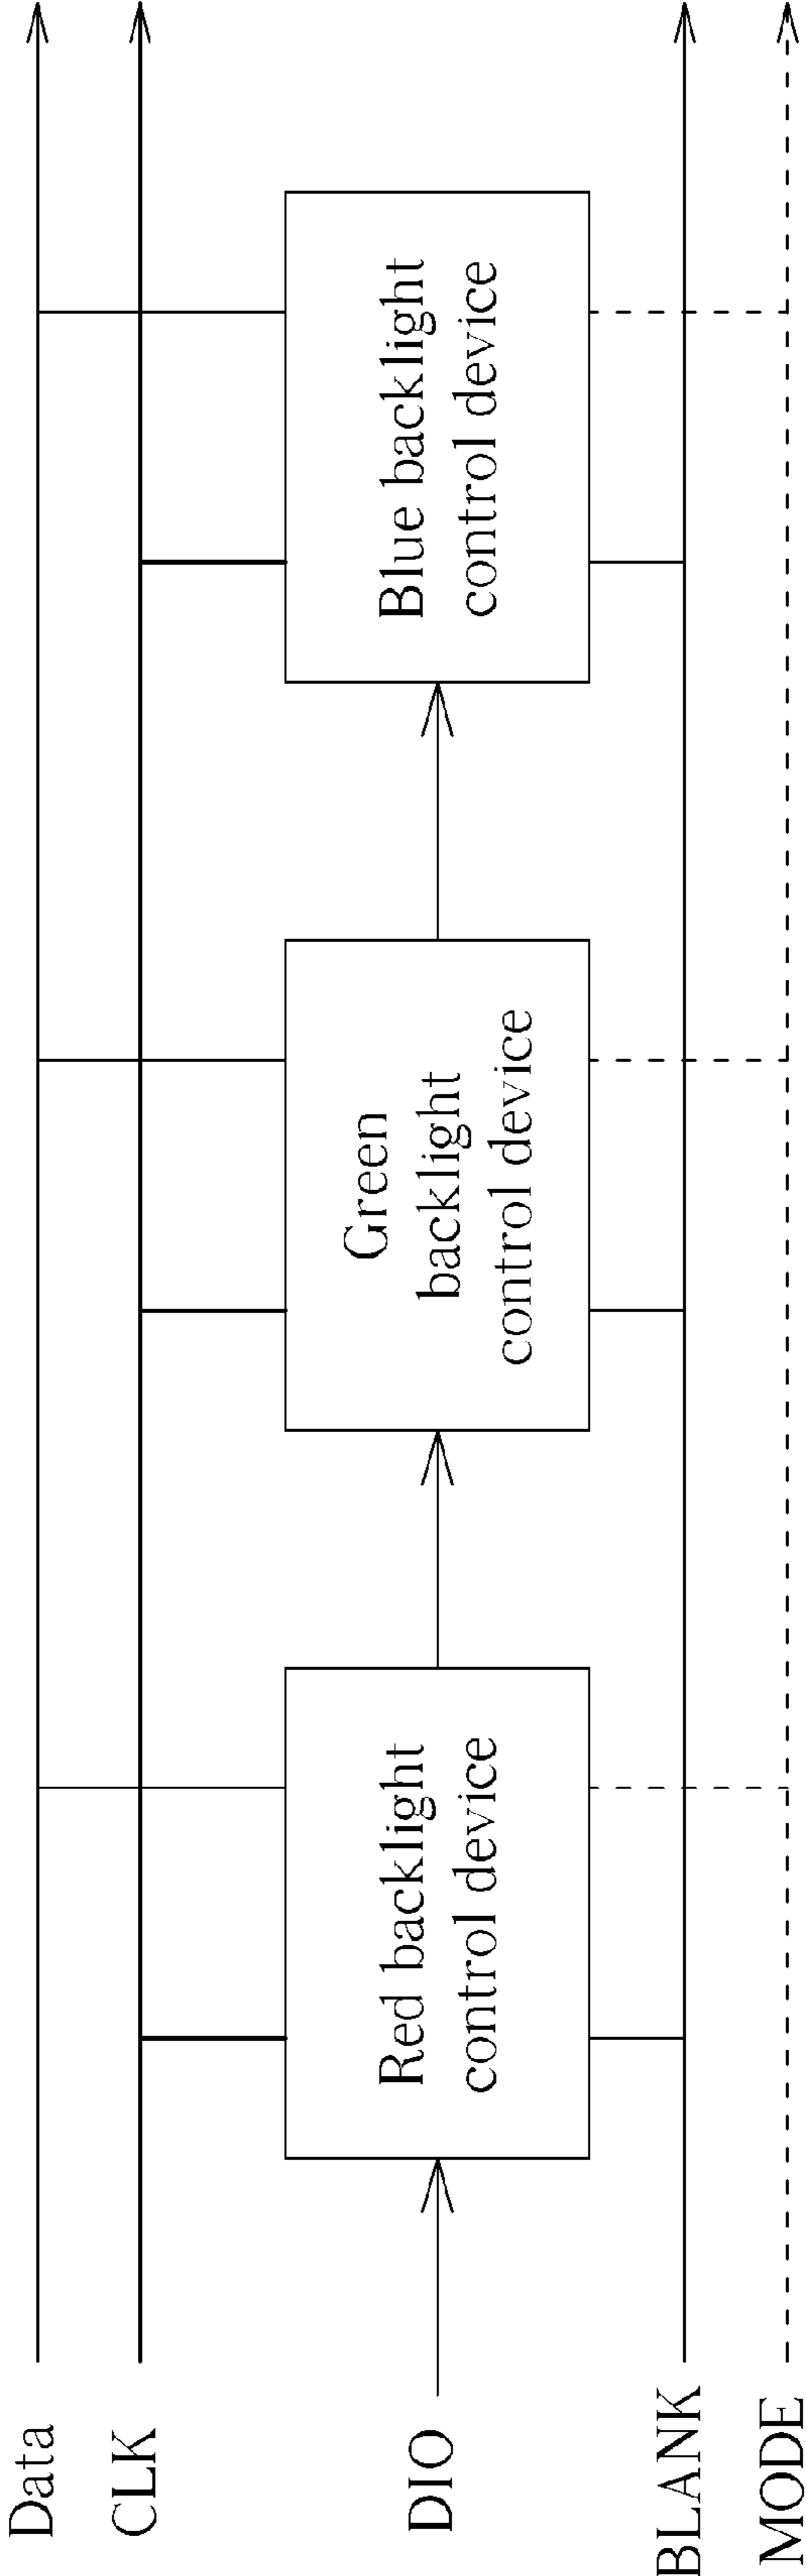 Data
CLK
DIO
BLANK
MODE
Red backlight
control device
Green
backlight
control device
Blue backlight
control device